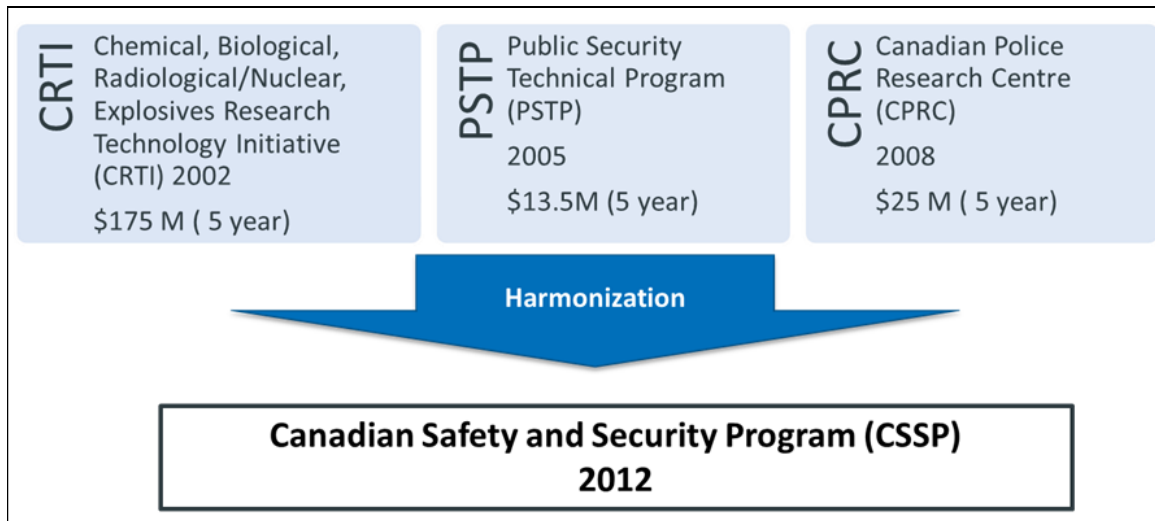 CRTI
Chemical, Biological,
Radiological/Nuclear,
Explosives Research
Technology Initiative
(CRTI) 2002
$175 M ( 5 year)
PSTP
Public Security
Technical Program
(PSTP)
2005
$13.5M (5 year)
CPRC
Canadian Police
Research Centre
(CPRC)
2008
$25 M ( 5 year)
Harmonization
Canadian Safety and Security Program (CSSP)
2012